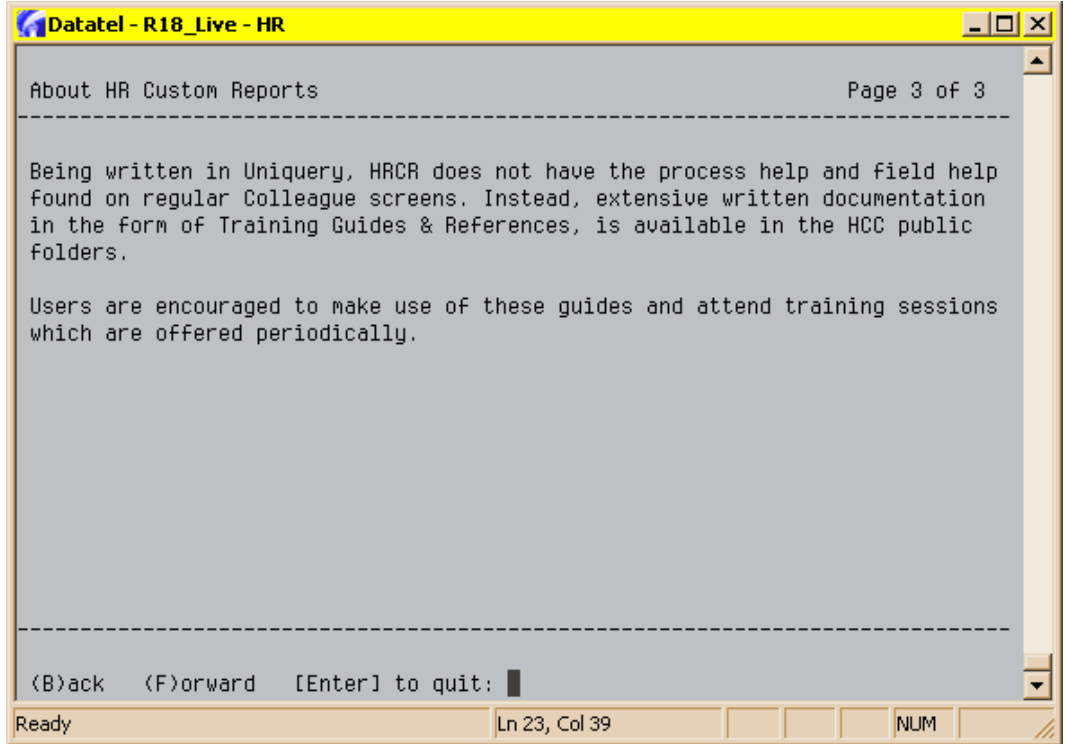 Datatel - R18_Live - HR
About HR Custom Reports Page 3 of 3
--------------------------------------------------------------------------------
Being written in Uniquery, HRCR does not have the process help and field help
found on regular Colleague screens. Instead, extensive written documentation
in the form of Training Guides & References, is available in the HCC public
folders.
Users are encouraged to make use of these guides and attend training sessions
which are offered periodically.
--------------------------------------------------------------------------------
(B)ack (F)orward [Enter] to quit:
Ready Ln 23, Col 39 NUM